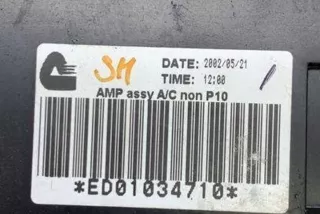 SM
DATE: 2002/05/21
TIME: 12:00
AMP assy A/C non P10
*ED01034710*